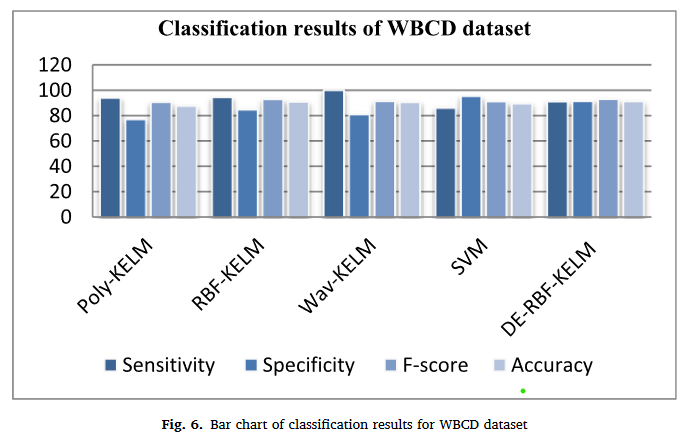 Classification results of WBCD dataset
120
100
80
60
40
20
0
Poly-KELM
RBF-KELM
Wav-KELM
SVM
DE-RBF-KELM
Sensitivity
Specificity
F-score
Accuracy
Fig. 6. Bar chart of classification results for WBCD dataset